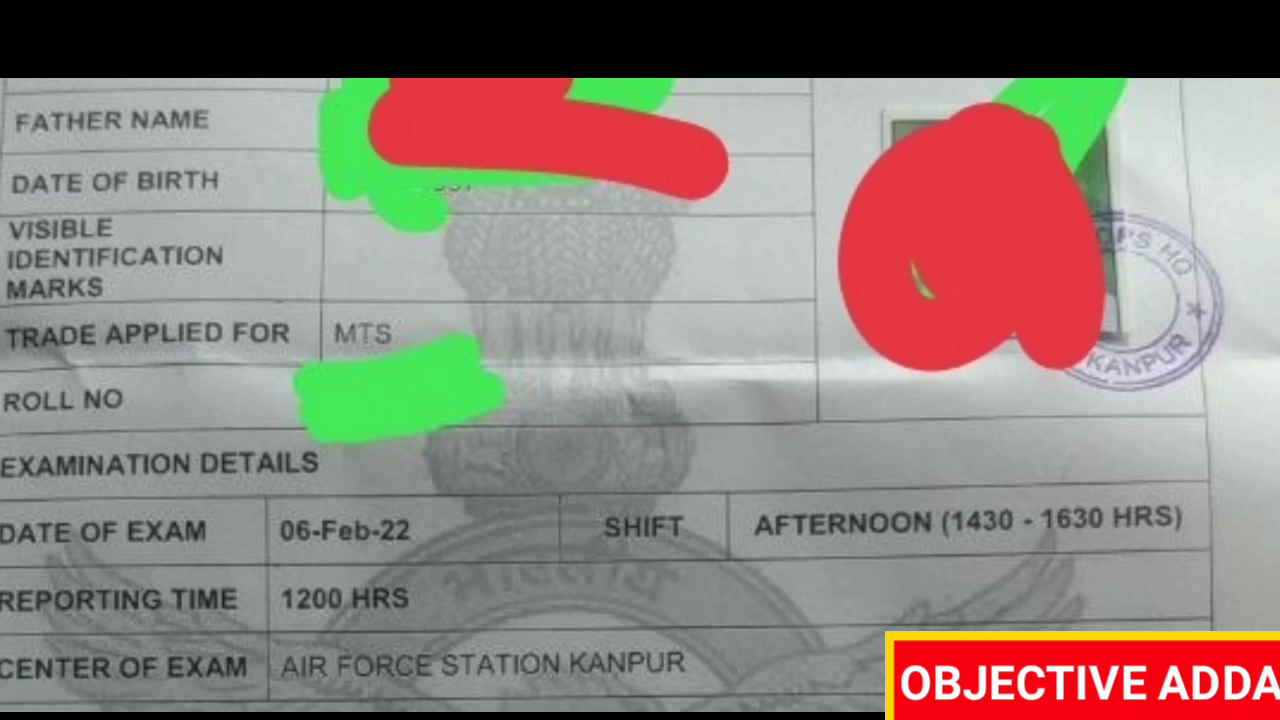 FATHER NAME
DATE OF BIRTH
VISIBLE
IDENTIFICATION
MARKS
TRADE APPLIED FOR MTS
ROLL NO
EXAMINATION DETAILS
DATE OF EXAM 06-Feb-22 SHIFT AFTERNOON (1430 - 1630 HRS)
REPORTING TIME 1200 HRS
CENTER OF EXAM AIR FORCE STATION KANPUR
HQ
KANPUR
OBJECTIVE ADDA